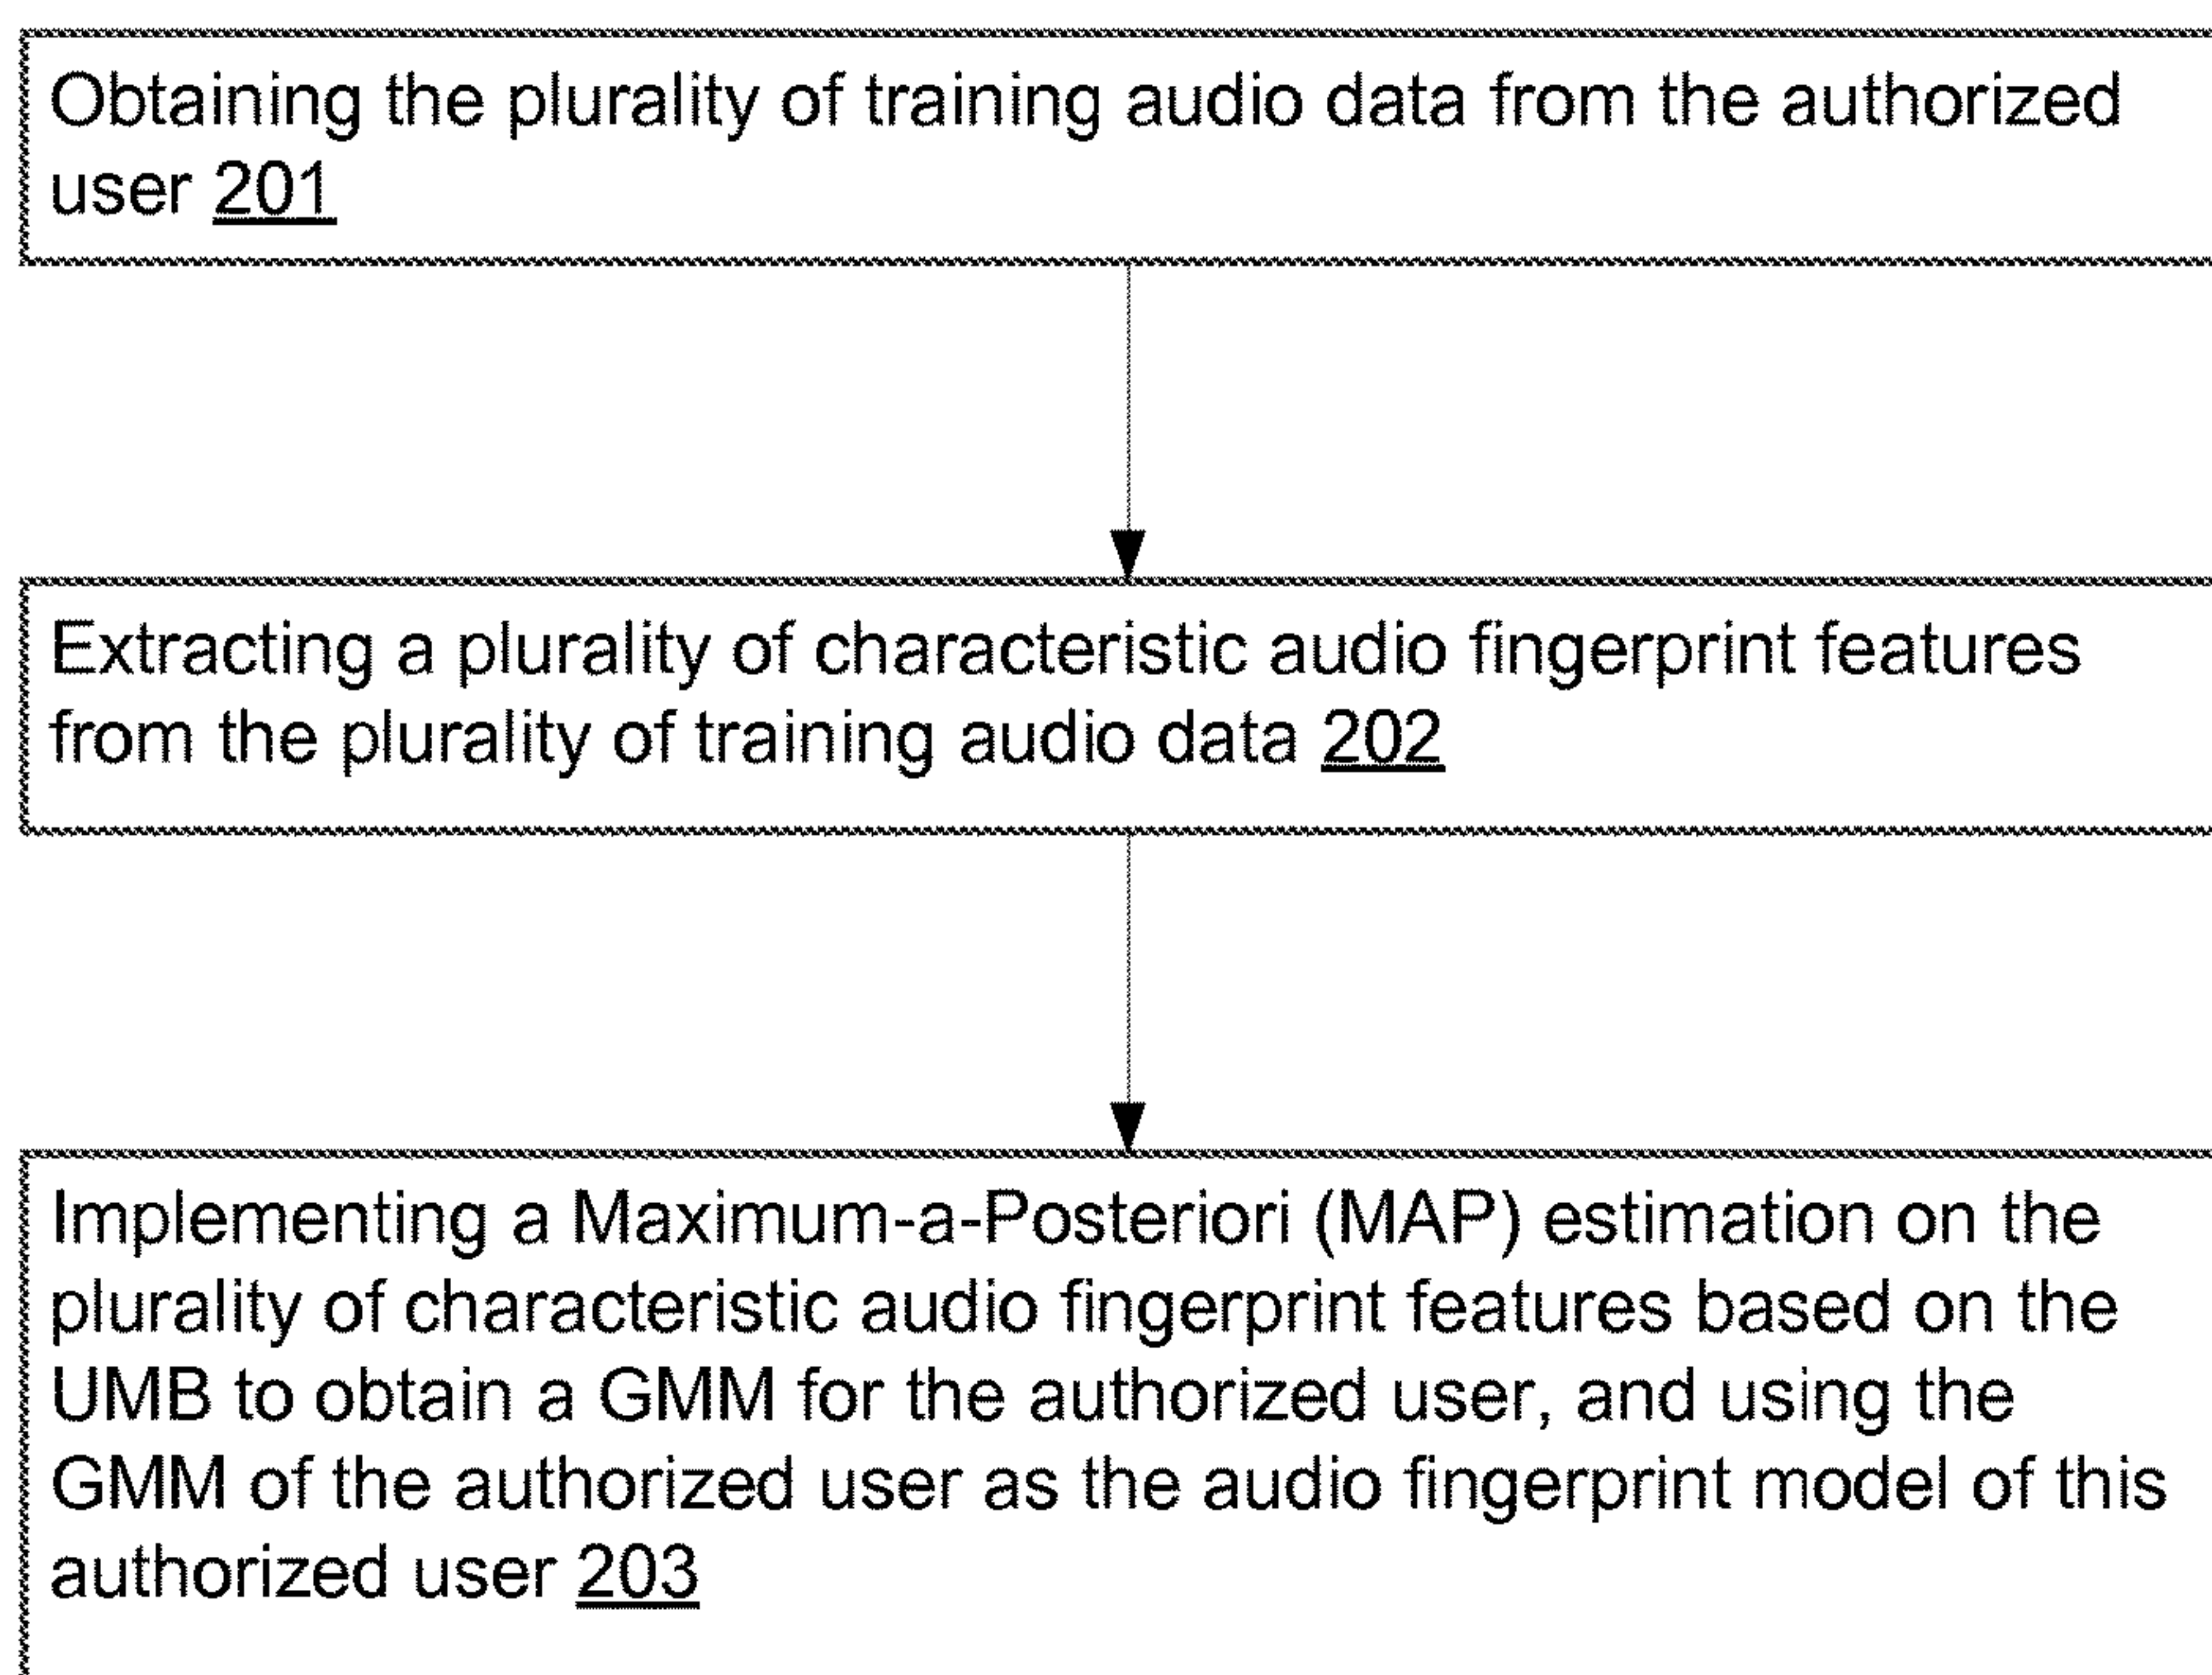 Obtaining the plurality of training audio data from the authorized
user 201
Extracting a plurality of characteristic audio fingerprint features
from the plurality of training audio data 202
Implementing a Maximum-a-Posteriori (MAP) estimation on the
plurality of characteristic audio fingerprint features based on the
UMB to obtain a GMM for the authorized user, and using the
GMM of the authorized user as the audio fingerprint model of this
authorized user 203